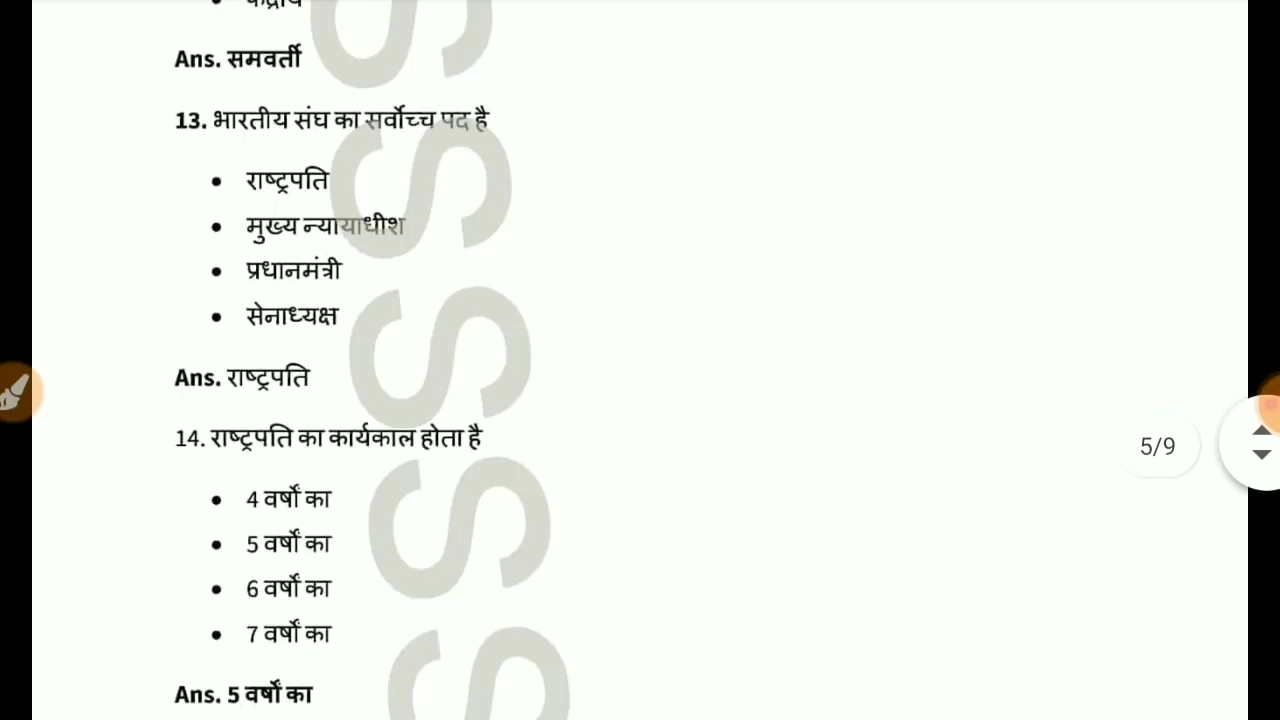 केंद्रीय
Ans. समवर्ती
13. भारतीय संघ का सर्वोच्च पद है
• राष्ट्रपति
• मुख्य न्यायाधीश
• प्रधानमंत्री
• सेनाध्यक्ष
Ans. राष्ट्रपति
14. राष्ट्रपति का कार्यकाल होता है
5/9
• 4 वर्षों का
• 5 वर्षों का
• 6 वर्षों का
• 7 वर्षों का
Ans. 5 वर्षों का
S
S
S
S
S